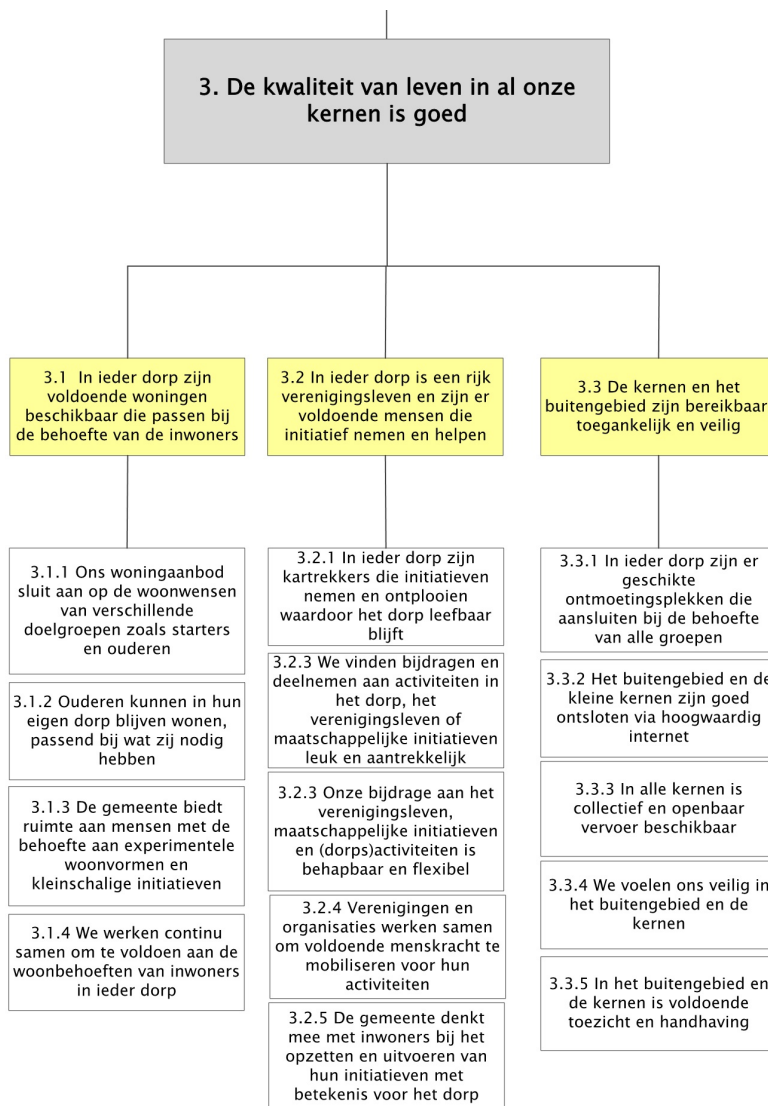 3. De kwaliteit van leven in al onze
kernen is goed
3.1 In ieder dorp zijn
voldoende woningen
beschikbaar die passen bij
de behoefte van de inwoners
3.2 In ieder dorp is een rijk
verenigingsleven en zijn er
voldoende mensen die
initiatief nemen en helpen
3.3 De kernen en het
buitengebied zijn bereikbaar
toegankelijk en veilig
3.1.1 Ons woningaanbod
sluit aan op de woonwensen
van verschillende
doelgroepen zoals starters
en ouderen
3.1.2 Ouderen kunnen in hun
eigen dorp blijven wonen,
passend bij wat zij nodig
hebben
3.1.3 De gemeente biedt
ruimte aan mensen met de
behoefte aan experimentele
woonvormen en
kleinschalige initiatieven
3.1.4 We werken continu
samen om te voldoen aan de
woonbehoeften van inwoners
in ieder dorp
3.2.1 In ieder dorp zijn
kartrekkers die initiatieven
nemen en ontplooien
waardoor het dorp leefbaar
blijft
3.2.3 We vinden bijdragen en
deelnemen aan activiteiten in
het dorp, het
verenigingsleven of
maatschappelijke initiatieven
leuk en aantrekkelijk
3.2.3 Onze bijdrage aan het
verenigingsleven,
maatschappelijke initiatieven
en (dorps)activiteiten is
behapbaar en flexibel
3.2.4 Verenigingen en
organisaties werken samen
om voldoende menskracht te
mobiliseren voor hun
activiteiten
3.2.5 De gemeente denkt
mee met inwoners bij het
opzetten en uitvoeren van
hun initiatieven met
betekenis voor het dorp
3.3.1 In ieder dorp zijn er
geschikte
ontmoetingsplekken die
aansluiten bij de behoefte
van alle groepen
3.3.2 Het buitengebied en de
kleine kernen zijn goed
ontsloten via hoogwaardig
internet
3.3.3 In alle kernen is
collectief en openbaar
vervoer beschikbaar
3.3.4 We voelen ons veilig in
het buitengebied en de
kernen
3.3.5 In het buitengebied en
de kernen is voldoende
toezicht en handhaving